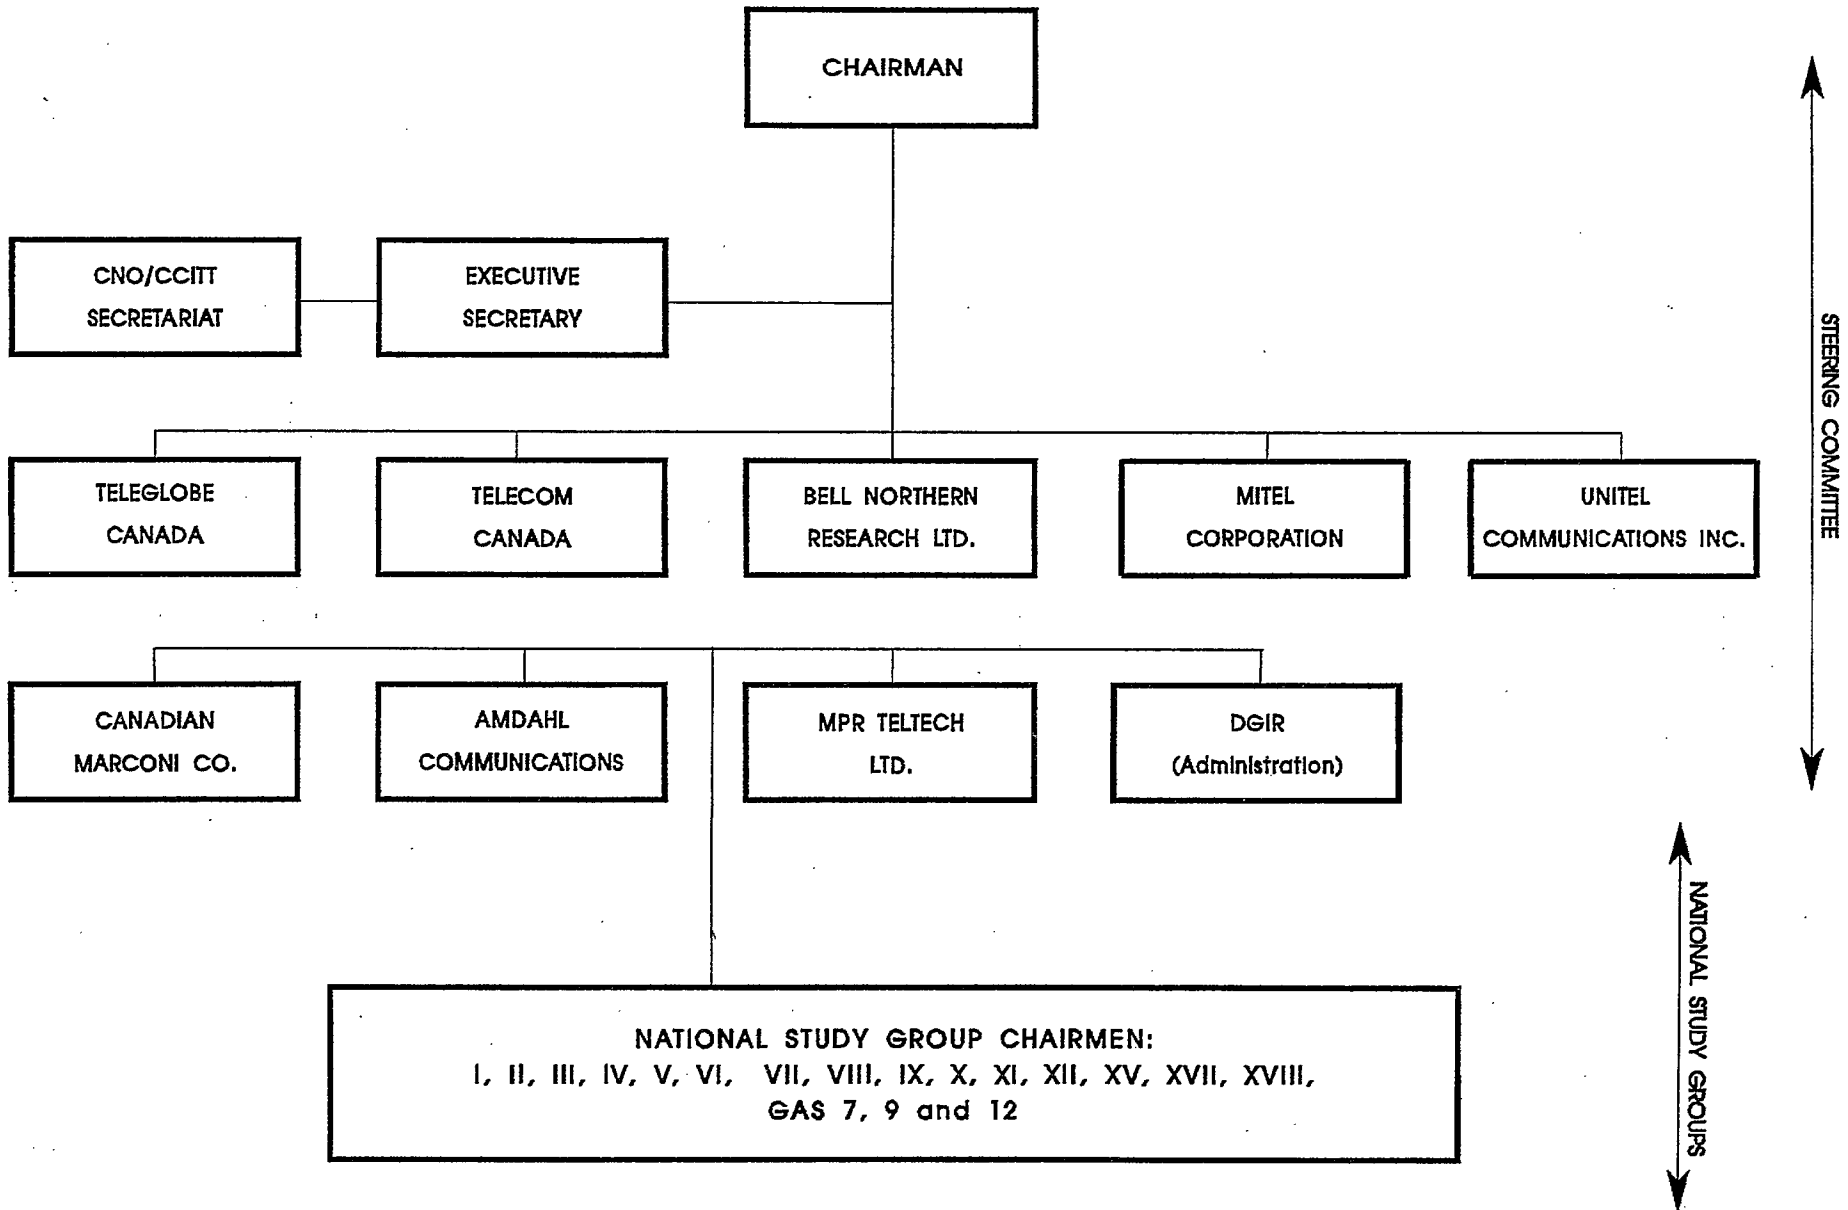 CHAIRMAN
CNO/CCITT
SECRETARIAT
EXECUTIVE
SECRETARY
TELEGLOBE
CANADA
TELECOM
CANADA
BELL NORTHERN
RESEARCH LTD.
MITEL
CORPORATION
UNITEL
COMMUNICATIONS INC.
CANADIAN
MARCONI CO.
AMDAHL
COMMUNICATIONS
MPR TELTECH
LTD.
DGIR
(Administration)
STEERING COMMITTEE
NATIONAL STUDY GROUP CHAIRMEN:
I, II, III, IV, V, VI, VII, VIII, IX, X, XI, XII, XV, XVII, XVIII,
GAS 7, 9 and 12
NATIONAL STUDY GROUPS